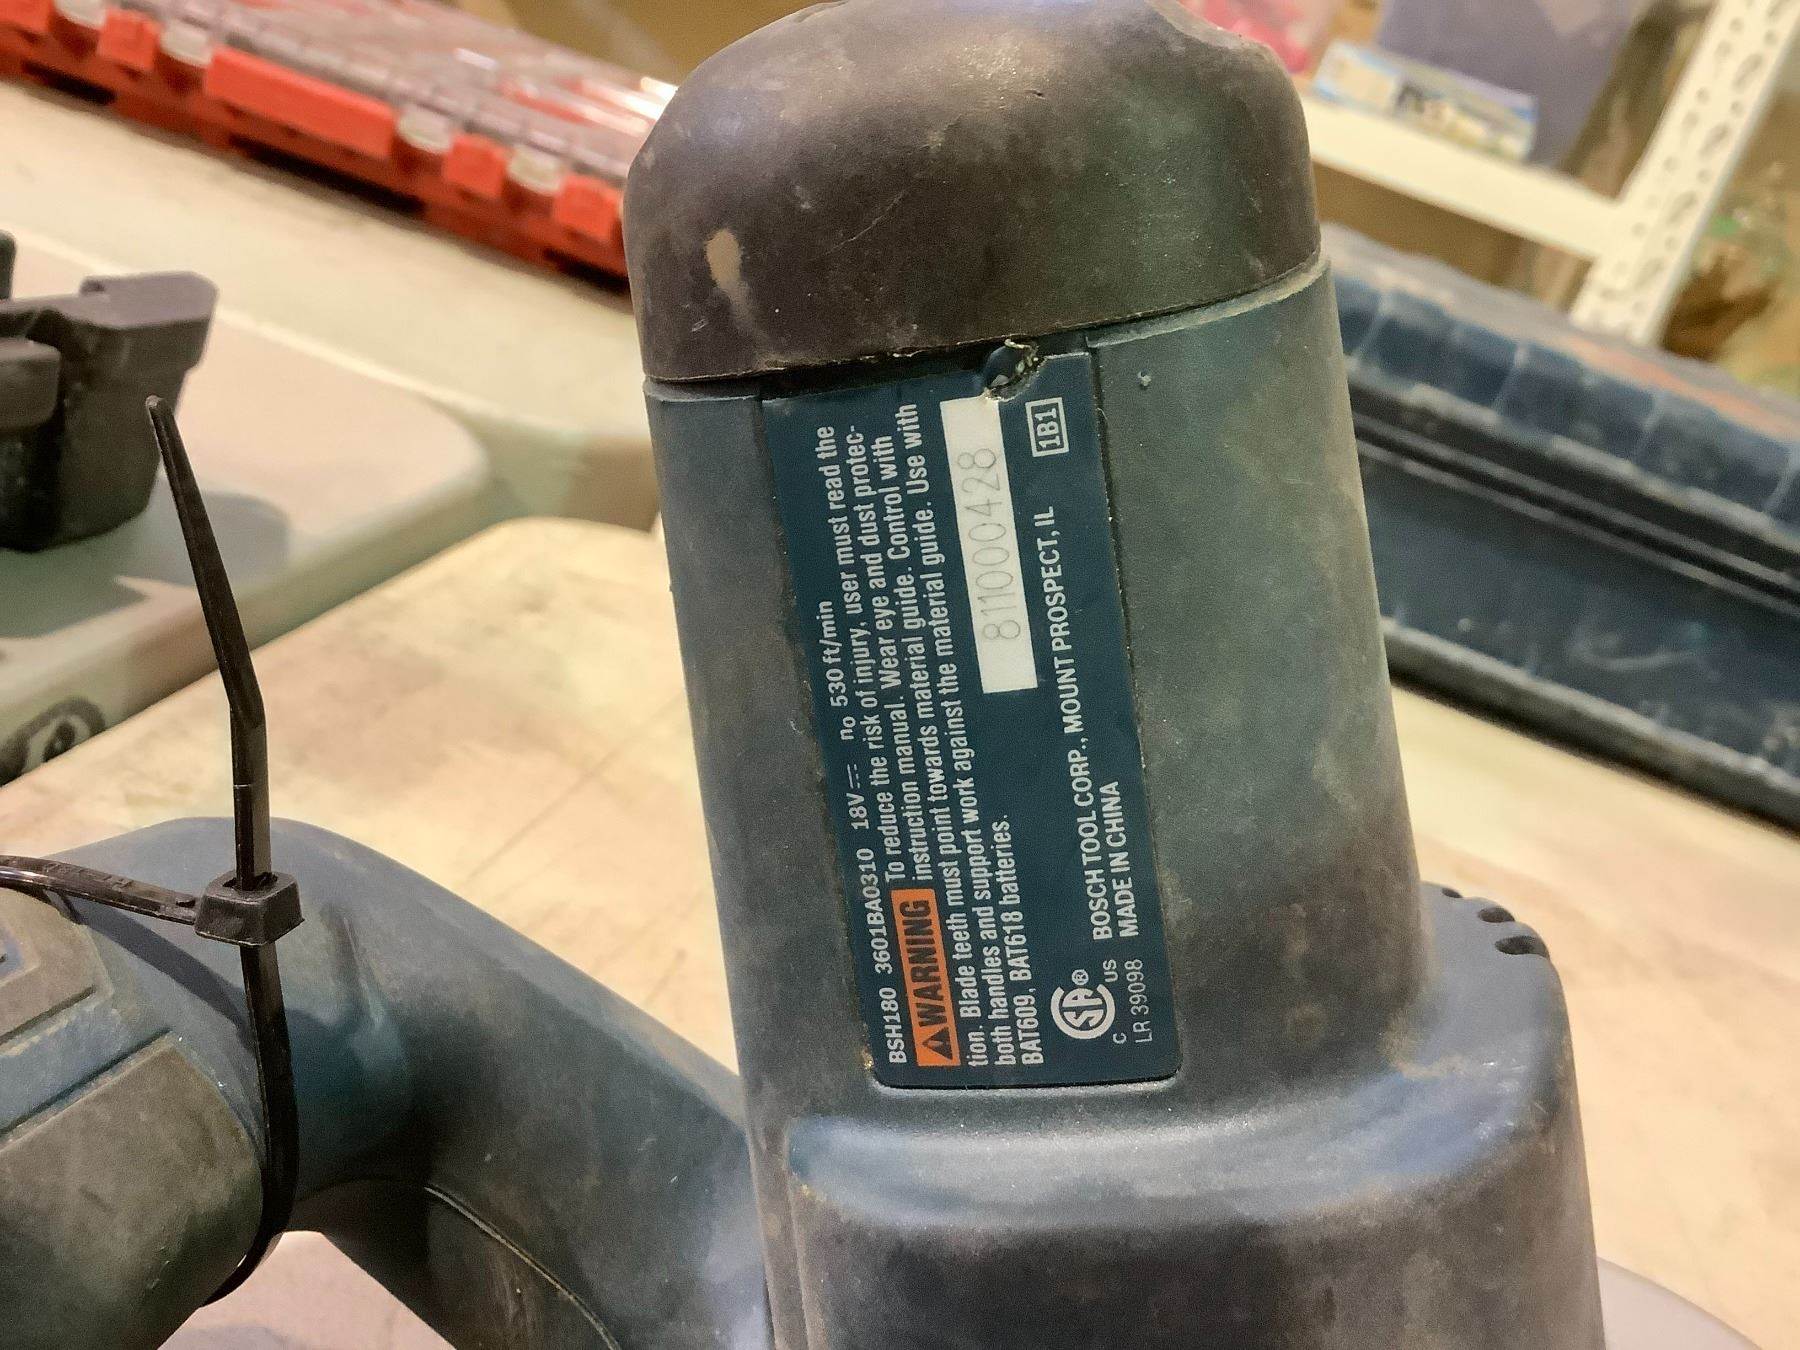 BSH180 3601BA0310 18V⎓ no 530 ft/min
WARNING To reduce the risk of injury, user must read the
instruction manual. Wear eye and dust protec-
tion. Blade teeth must point towards material guide. Control with
both handles and support work against the material guide. Use with
BAT609, BAT618 batteries.
811000428
1B1
BOSCH TOOL CORP., MOUNT PROSPECT, IL
MADE IN CHINA
SA®
C US
LR 39098